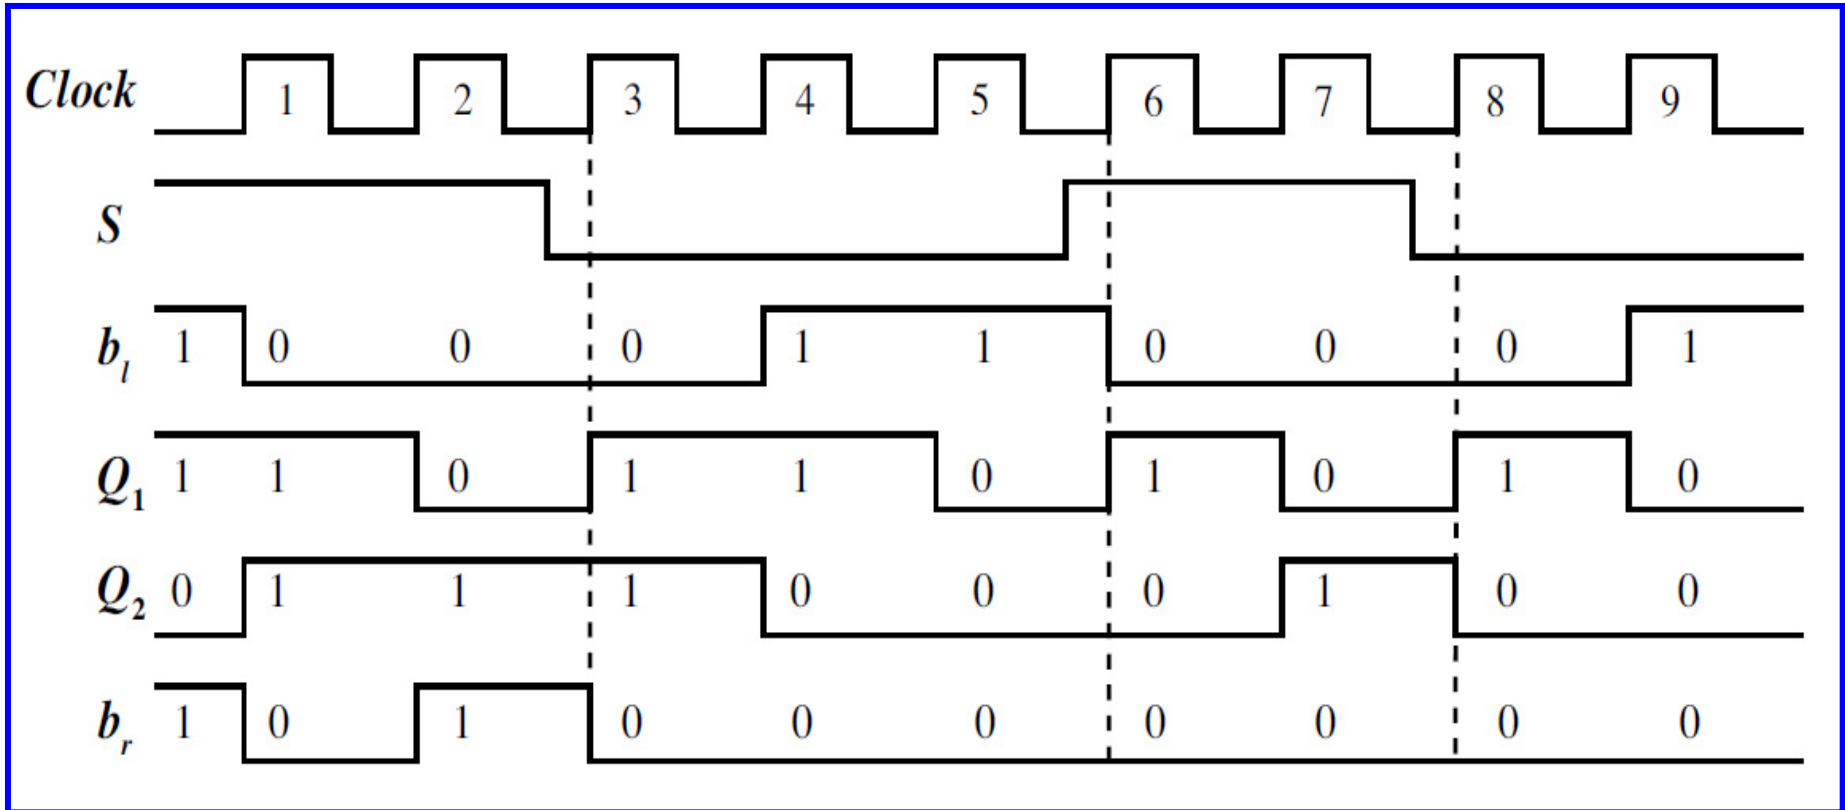 Clock 1 2 3 4 5 6 7 8 9
S
b_l 1 0 0 0 1 1 0 0 0 1
Q_1 1 1 0 1 1 0 1 0 1 0
Q_2 0 1 1 1 0 0 0 1 0 0
b_r 1 0 1 0 0 0 0 0 0 0